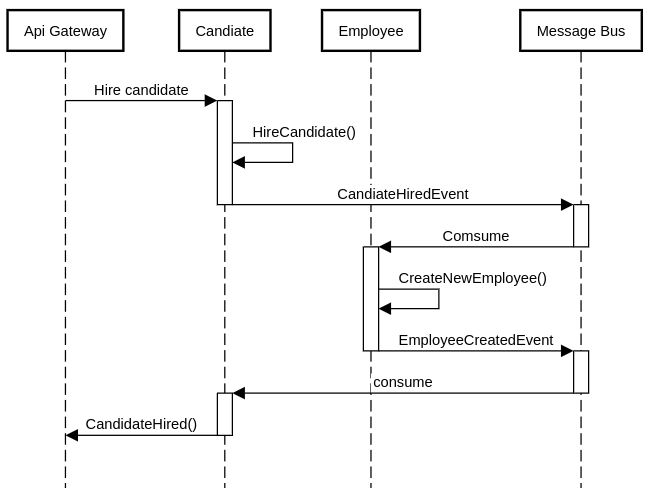 Api Gateway
Candiate
Employee
Message Bus
Hire candidate
HireCandidate()
CandiateHiredEvent
Comsume
CreateNewEmployee()
EmployeeCreatedEvent
consume
CandidateHired()